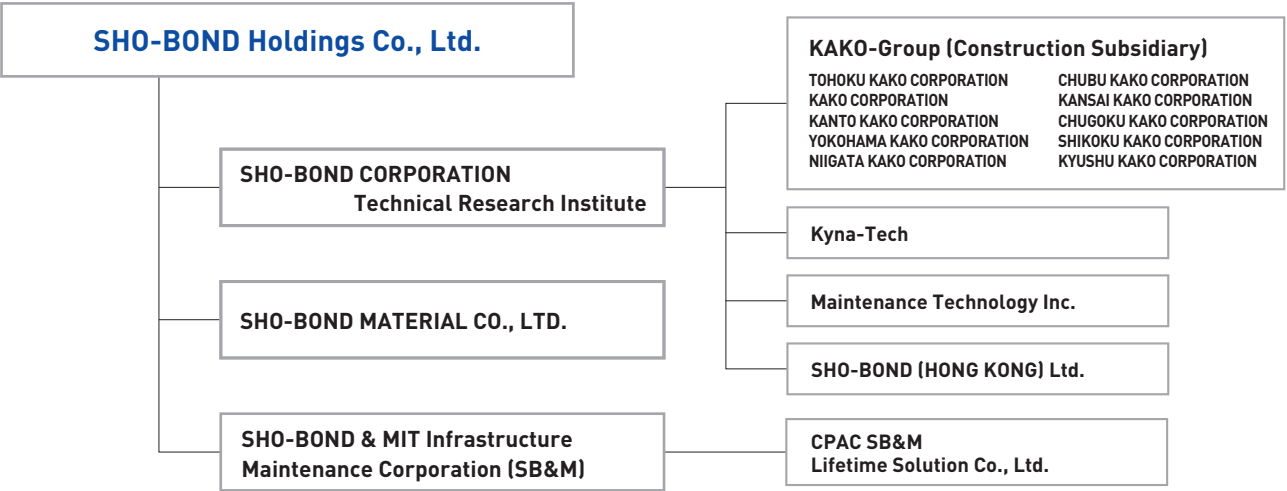 SHO-BOND Holdings Co., Ltd.
SHO-BOND CORPORATION
Technical Research Institute
SHO-BOND MATERIAL CO., LTD.
SHO-BOND & MIT Infrastructure
Maintenance Corporation (SB&M)
KAKO-Group (Construction Subsidiary)
TOHOKU KAKO CORPORATION
KAKO CORPORATION
KANTO KAKO CORPORATION
YOKOHAMA KAKO CORPORATION
NIIGATA KAKO CORPORATION
CHUBU KAKO CORPORATION
KANSAI KAKO CORPORATION
CHUGOKU KAKO CORPORATION
SHIKOKU KAKO CORPORATION
KYUSHU KAKO CORPORATION
Kyna-Tech
Maintenance Technology Inc.
SHO-BOND (HONG KONG) Ltd.
CPAC SB&M
Lifetime Solution Co., Ltd.